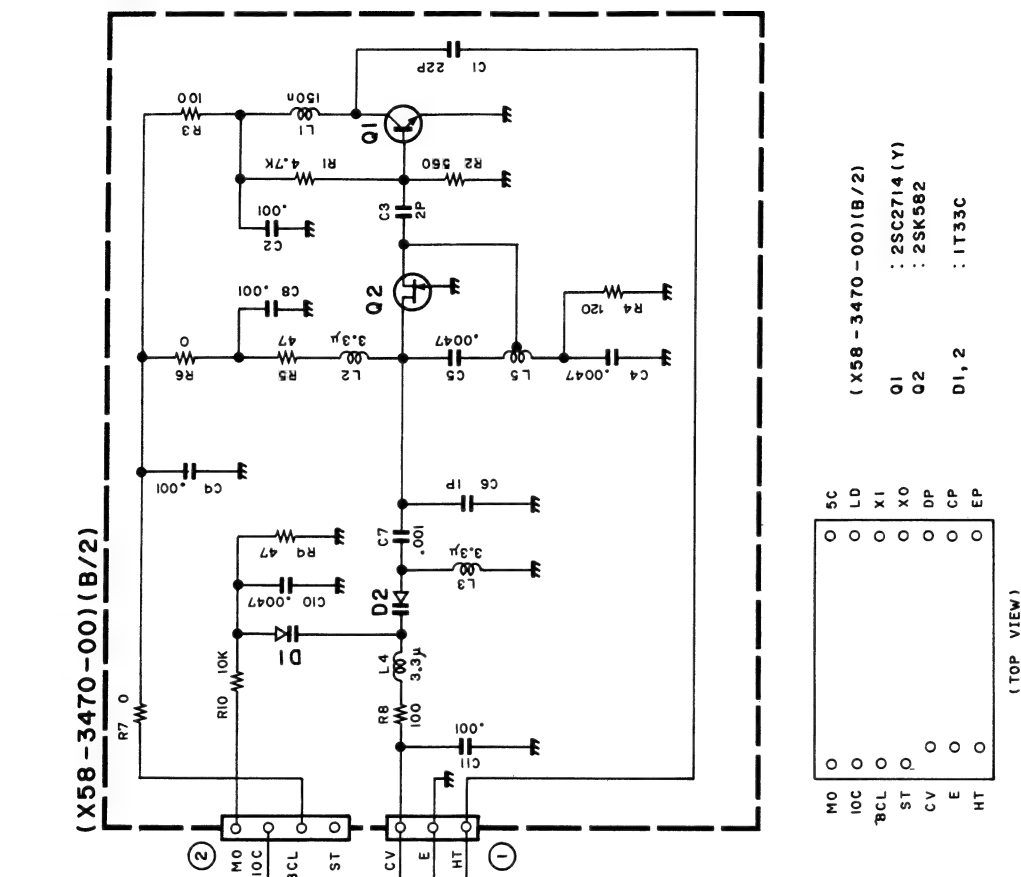 (X58-3470-00)(B/2)
C1
22P
R3
100
L1
150n
Q1
R1
4.7K
R2
560
C2
.001
C3
2P
Q2
C8
.001
R6
0
R5
47
L2
3.3μ
C5
.0047
L5
R4
120
C4
.0047
C9
.001
C6
1P
C7
.001
L3
3.3μ
R9
47
C10
.0047
D1
D2
L4
3.3μ
R10
10K
R8
100
R7
0
C11
.001
②
MO
10C
ST
CV
E
HT
①
(X58-3470-00)(B/2)
Q1 : 2SC2714(Y)
Q2 : 2SK582
D1, 2 : 1T33C
5C
LD
X1
XO
DP
CP
EP
MO
10C
8CL
ST
CV
E
HT
(TOP VIEW)